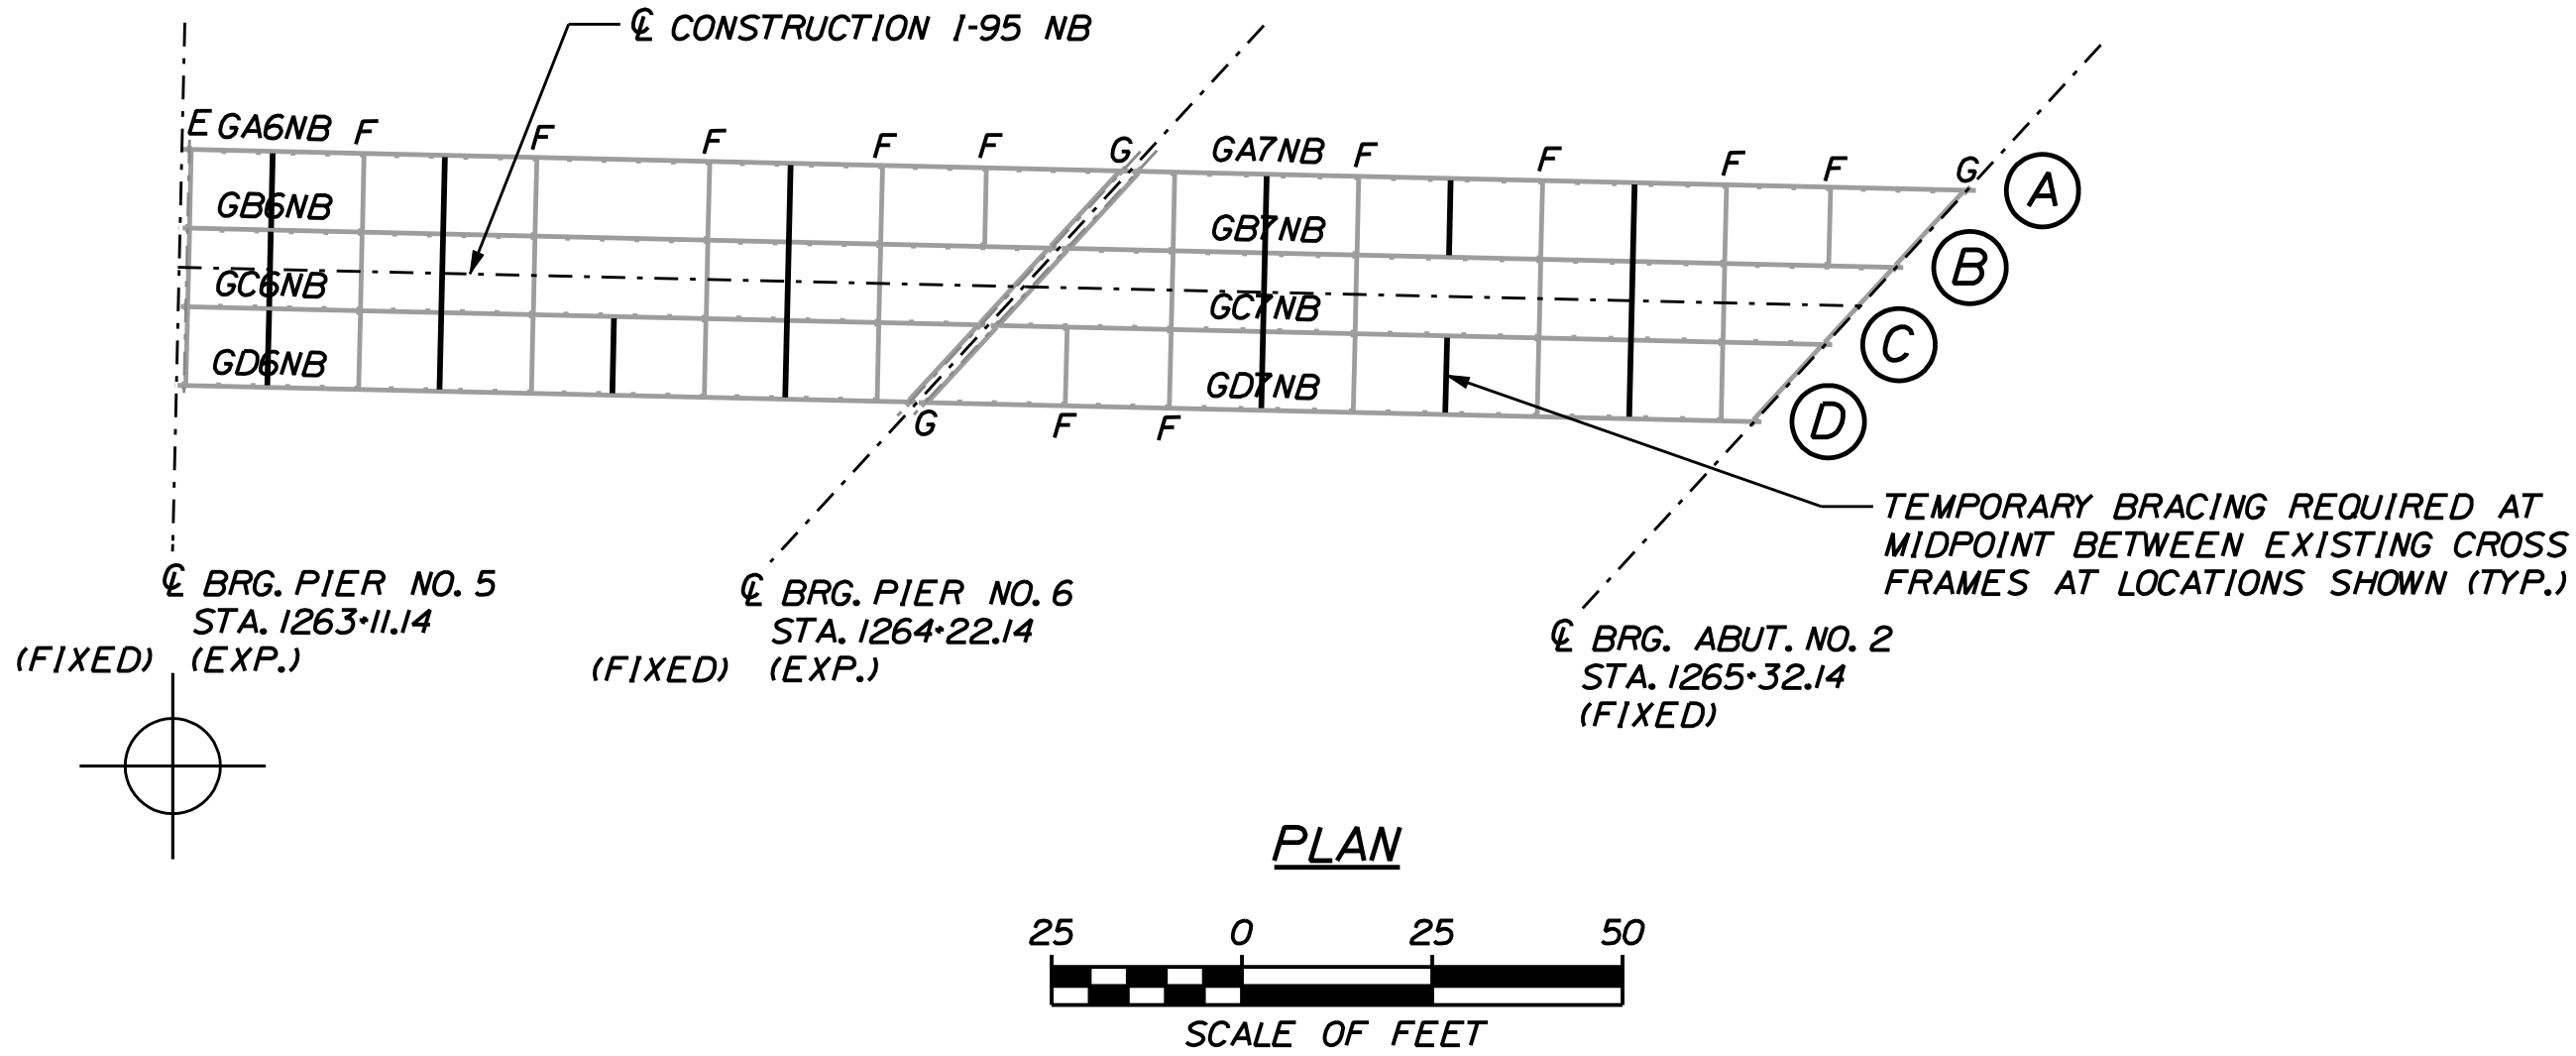 ℄ CONSTRUCTION I-95 NB
E GA6NB F F F F F G GA7NB F F F F G
A
GB6NB GB7NB
B
GC6NB GC7NB
C
GD6NB GD7NB
D
G F F
TEMPORARY BRACING REQUIRED AT
MIDPOINT BETWEEN EXISTING CROSS
FRAMES AT LOCATIONS SHOWN (TYP.)
℄ BRG. PIER NO. 5
STA. 1263+11.14
(FIXED) (EXP.)
℄ BRG. PIER NO. 6
STA. 1264+22.14
(FIXED) (EXP.)
℄ BRG. ABUT. NO. 2
STA. 1265+32.14
(FIXED)
PLAN
25 0 25 50
SCALE OF FEET